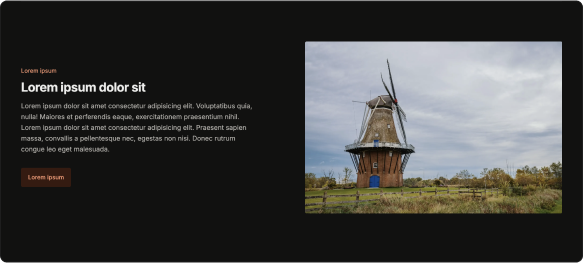 Lorem ipsum
Lorem ipsum dolor sit
Lorem ipsum dolor sit amet consectetur adipisicing elit. Voluptatibus quia,
nulla! Maiores et perferendis eaque, exercitationem praesentium nihil.
Lorem ipsum dolor sit amet consectetur adipisicing elit. Praesent sapien
massa, convallis a pellentesque nec, egestas non nisi. Donec rutrum
congue leo eget malesuada.
Lorem ipsum